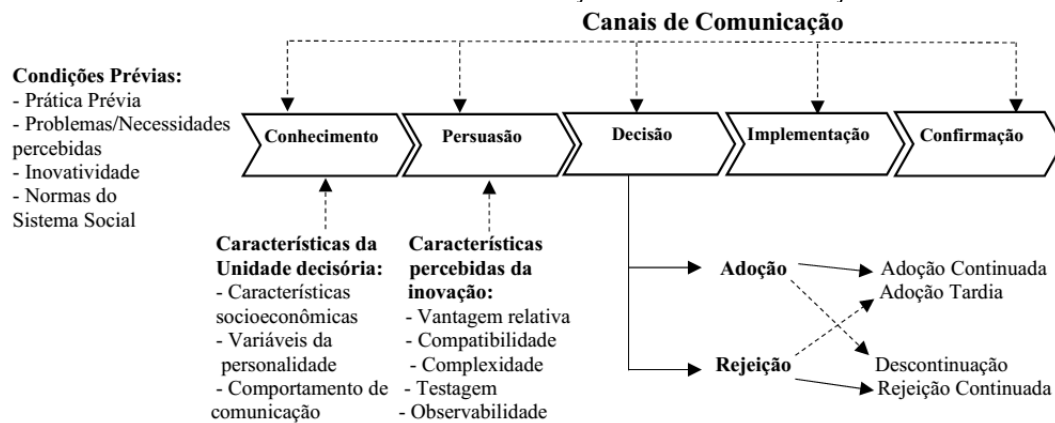 Canais de Comunicação
Condições Prévias:
- Prática Prévia
- Problemas/Necessidades
percebidas
- Inovatividade
- Normas do
Sistema Social
Conhecimento
Persuasão
Decisão
Implementação
Confirmação
Características da
Unidade decisória:
- Características
socioeconômicas
- Variáveis da
personalidade
- Comportamento de
comunicação
Características
percebidas da
inovação:
- Vantagem relativa
- Compatibilidade
- Complexidade
- Testagem
- Observabilidade
Adoção
Adoção Continuada
Adoção Tardia
Rejeição
Descontinuação
Rejeição Continuada